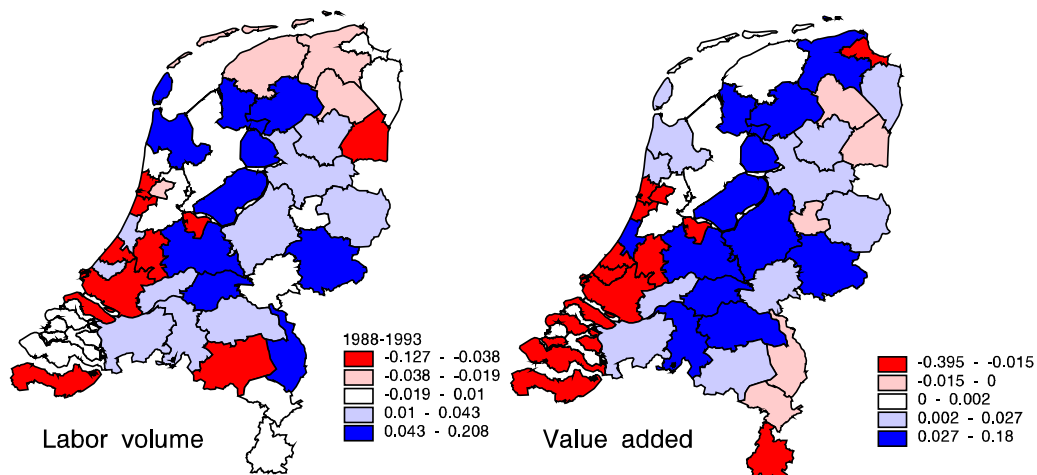 1988-1993
-0.127 - -0.038
-0.038 - -0.019
-0.019 - 0.01
0.01 - 0.043
0.043 - 0.208
Labor volume
-0.395 - -0.015
-0.015 - 0
0 - 0.002
0.002 - 0.027
0.027 - 0.18
Value added